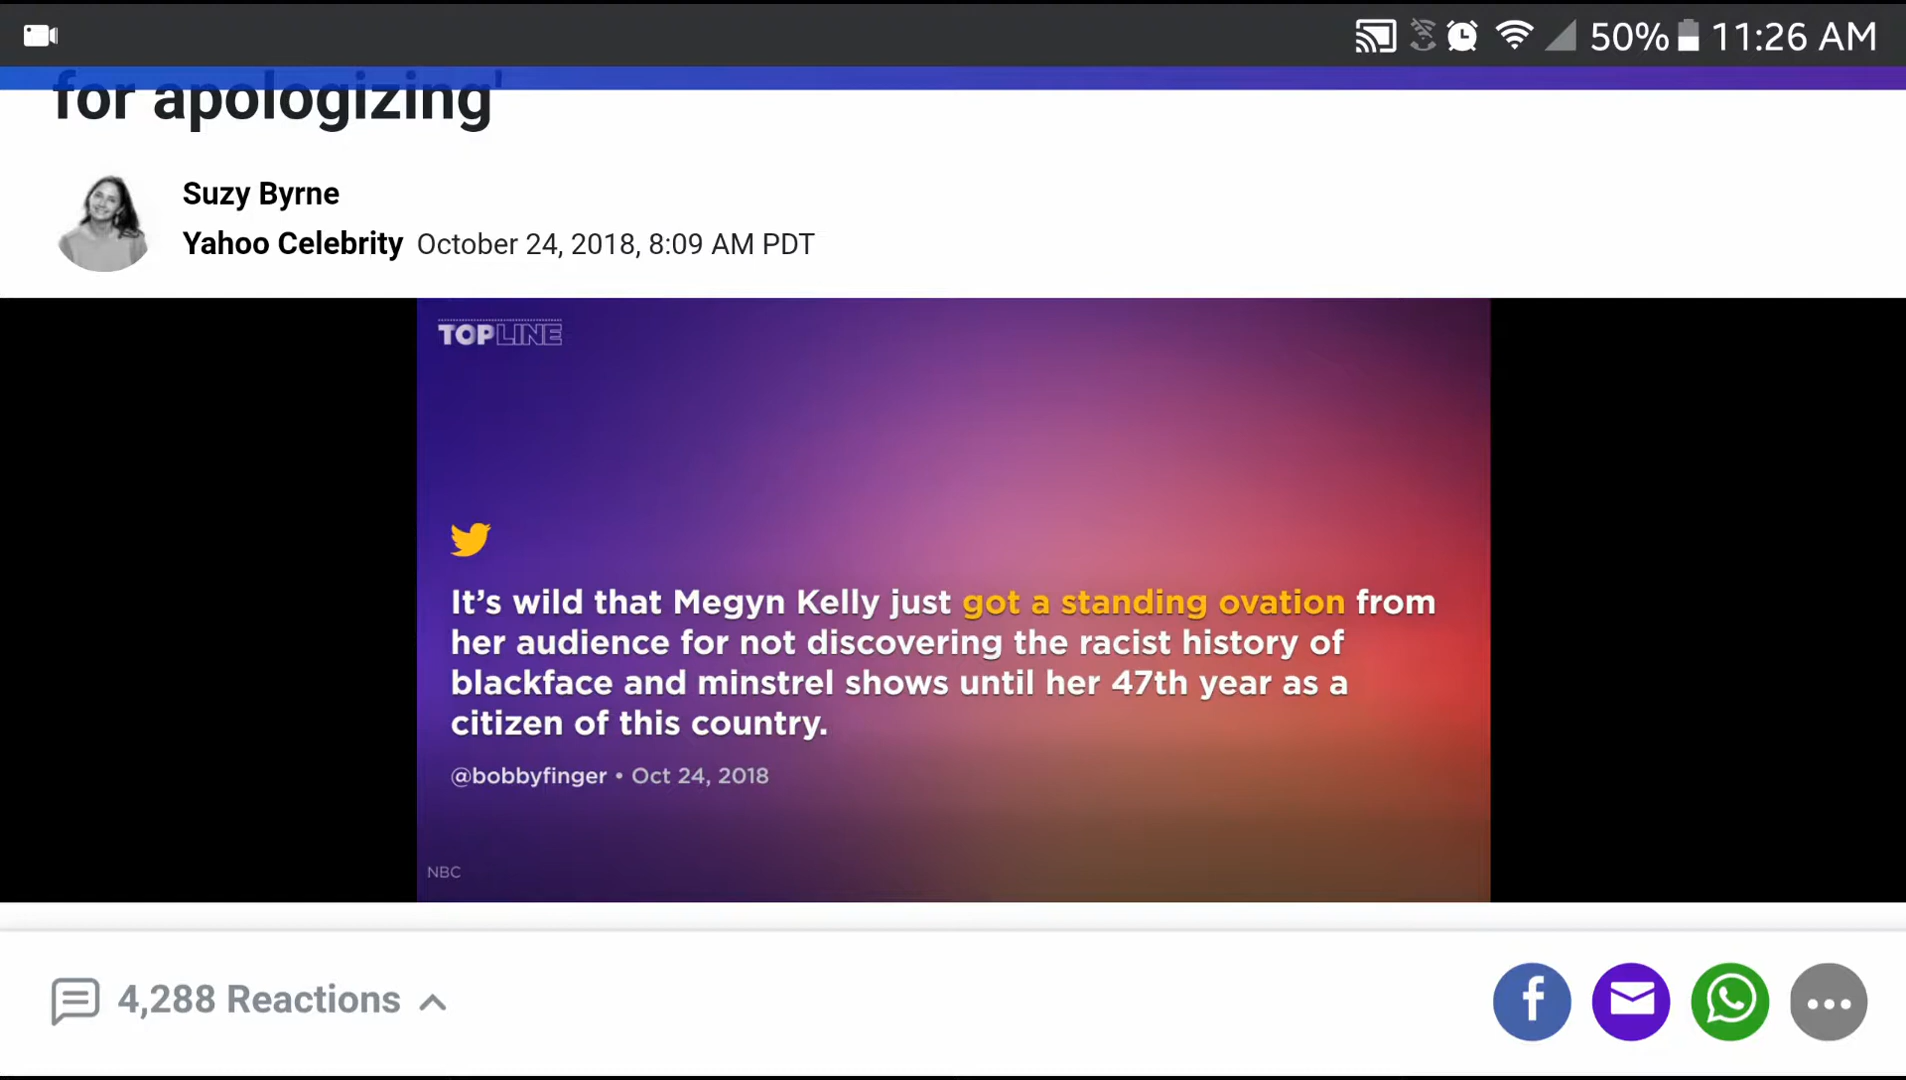 50% 11:26 AM
for apologizing'
Suzy Byrne
Yahoo Celebrity October 24, 2018, 8:09 AM PDT
TOPLINE
It's wild that Megyn Kelly just got a standing ovation from
her audience for not discovering the racist history of
blackface and minstrel shows until her 47th year as a
citizen of this country.
@bobbyfinger • Oct 24, 2018
NBC
4,288 Reactions